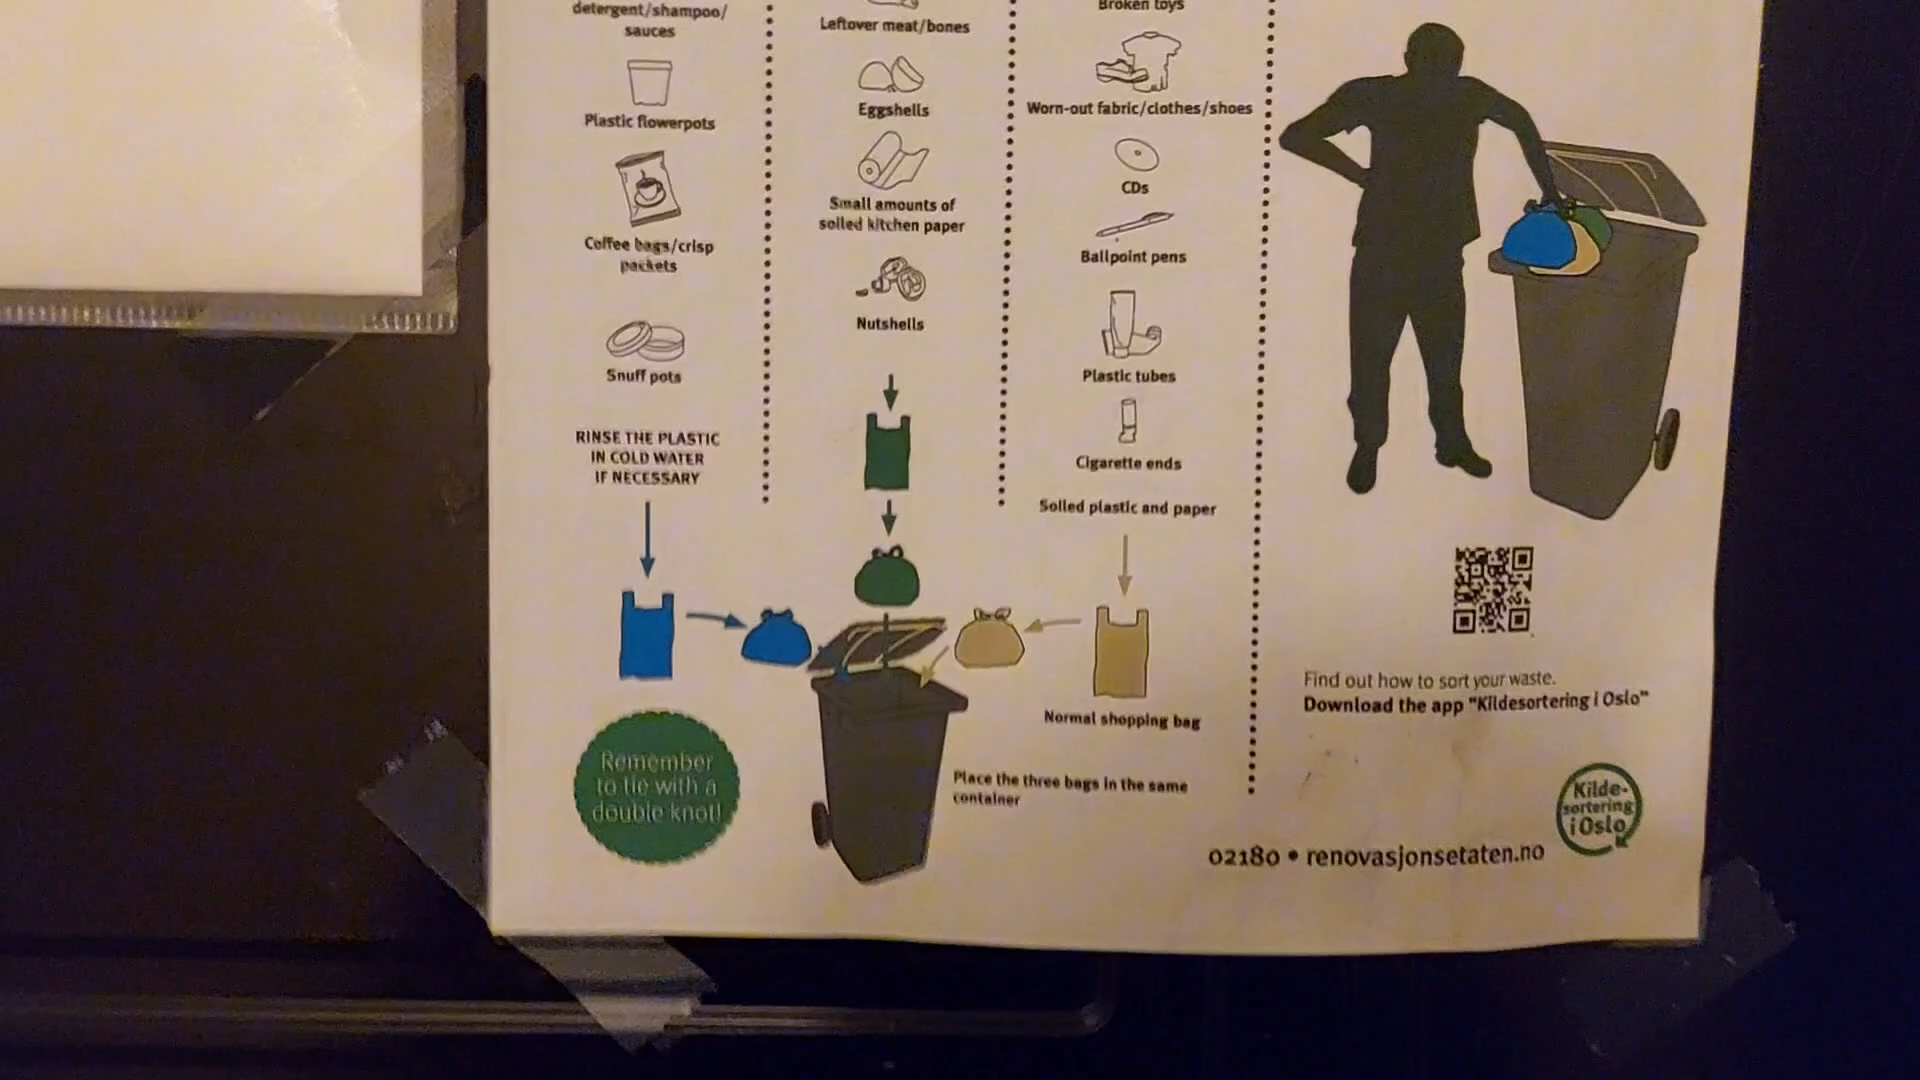 detergent/shampoo/
sauces
Plastic flowerpots
Coffee bags/crisp
packets
Snuff pots
RINSE THE PLASTIC
IN COLD WATER
IF NECESSARY
Leftover meat/bones
Eggshells
Small amounts of
soiled kitchen paper
Nutshells
Broken toys
Worn-out fabric/clothes/shoes
CDs
Ballpoint pens
Plastic tubes
Cigarette ends
Soiled plastic and paper
Normal shopping bag
Remember
to tie with a
double knot!
Place the three bags in the same
container
Find out how to sort your waste.
Download the app "Kildesortering i Oslo"
Kilde-
sortering
i Oslo
02180 • renovasjonsetaten.no